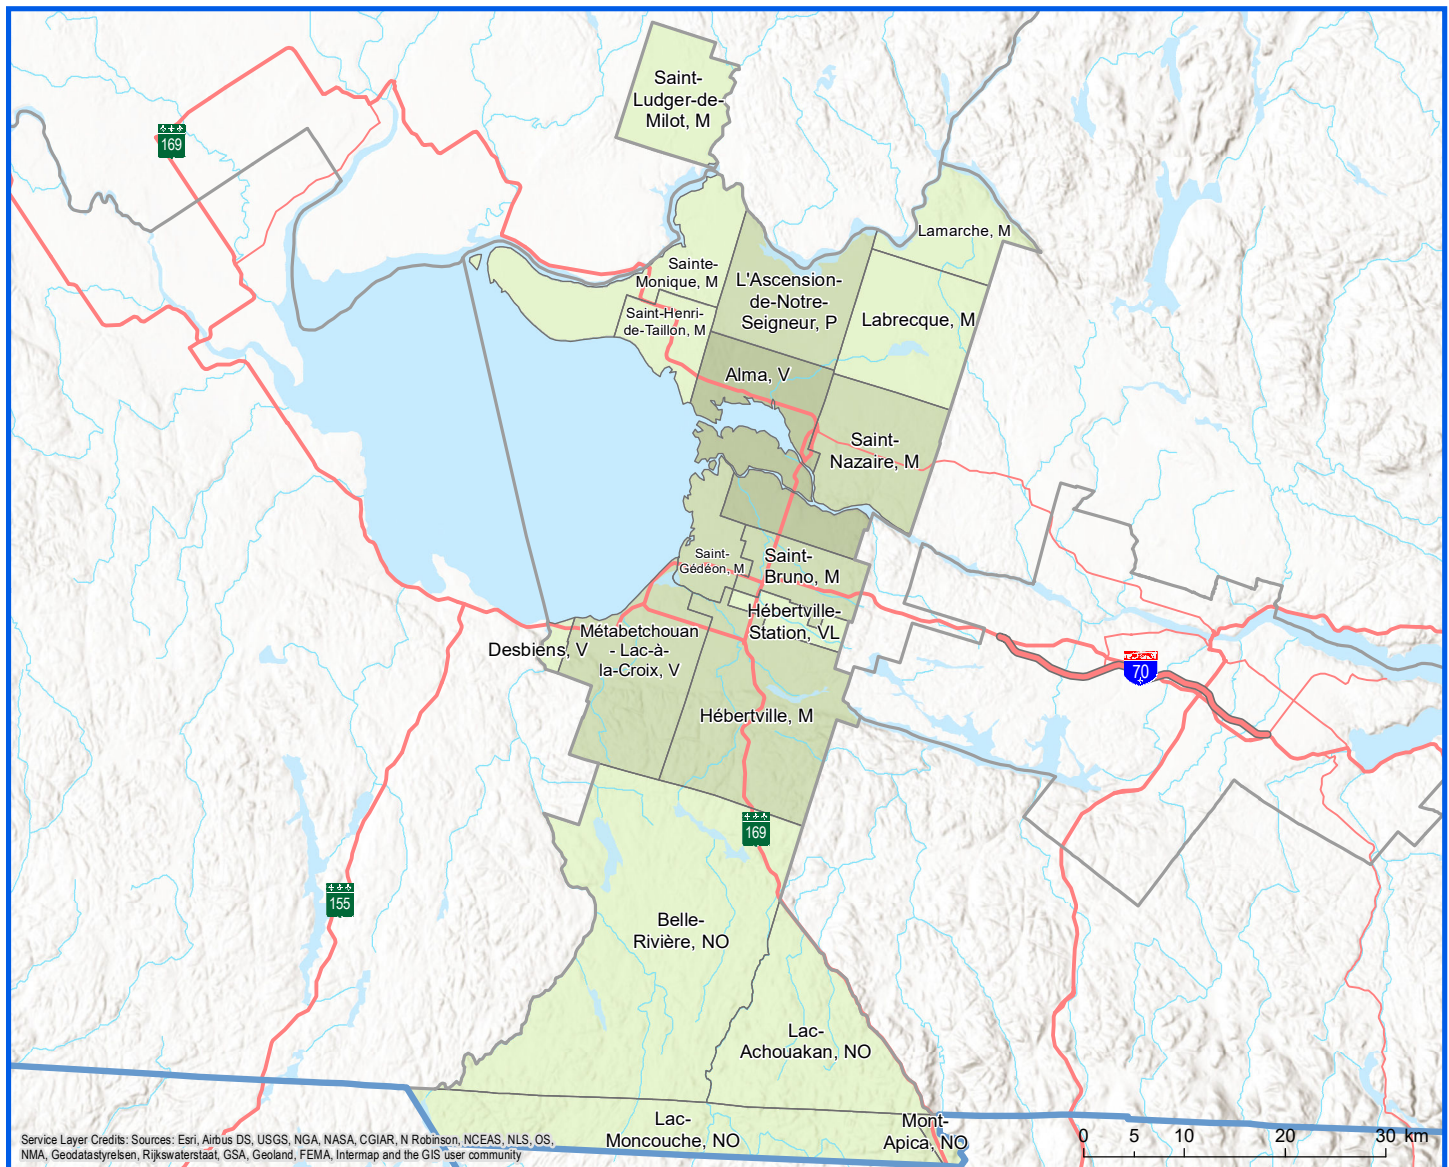 Saint-
Ludger-de-
Milot, M
169
Lamarche, M
Sainte-
Monique, M
L'Ascension-
de-Notre-
Seigneur, P
Saint-Henri-
de-Taillon, M
Labrecque, M
Alma, V
Saint-
Nazaire, M
Saint-
Gédéon, M
Saint-
Bruno, M
Hébertville-
Station, VL
Desbiens, V
Métabetchouan
- Lac-à-
la-Croix, V
70
Hébertville, M
169
155
Belle-
Rivière, NO
Lac-
Achouakan, NO
Lac-
Moncouche, NO
Mont-
Apica, NO
0 5 10 20 30 km
Service Layer Credits: Sources: Esri, Airbus DS, USGS, NGA, NASA, CGIAR, N Robinson, NCEAS, NLS, OS,
NMA, Geodatastyrelsen, Rijkswaterstaat, GSA, Geoland, FEMA, Intermap and the GIS user community